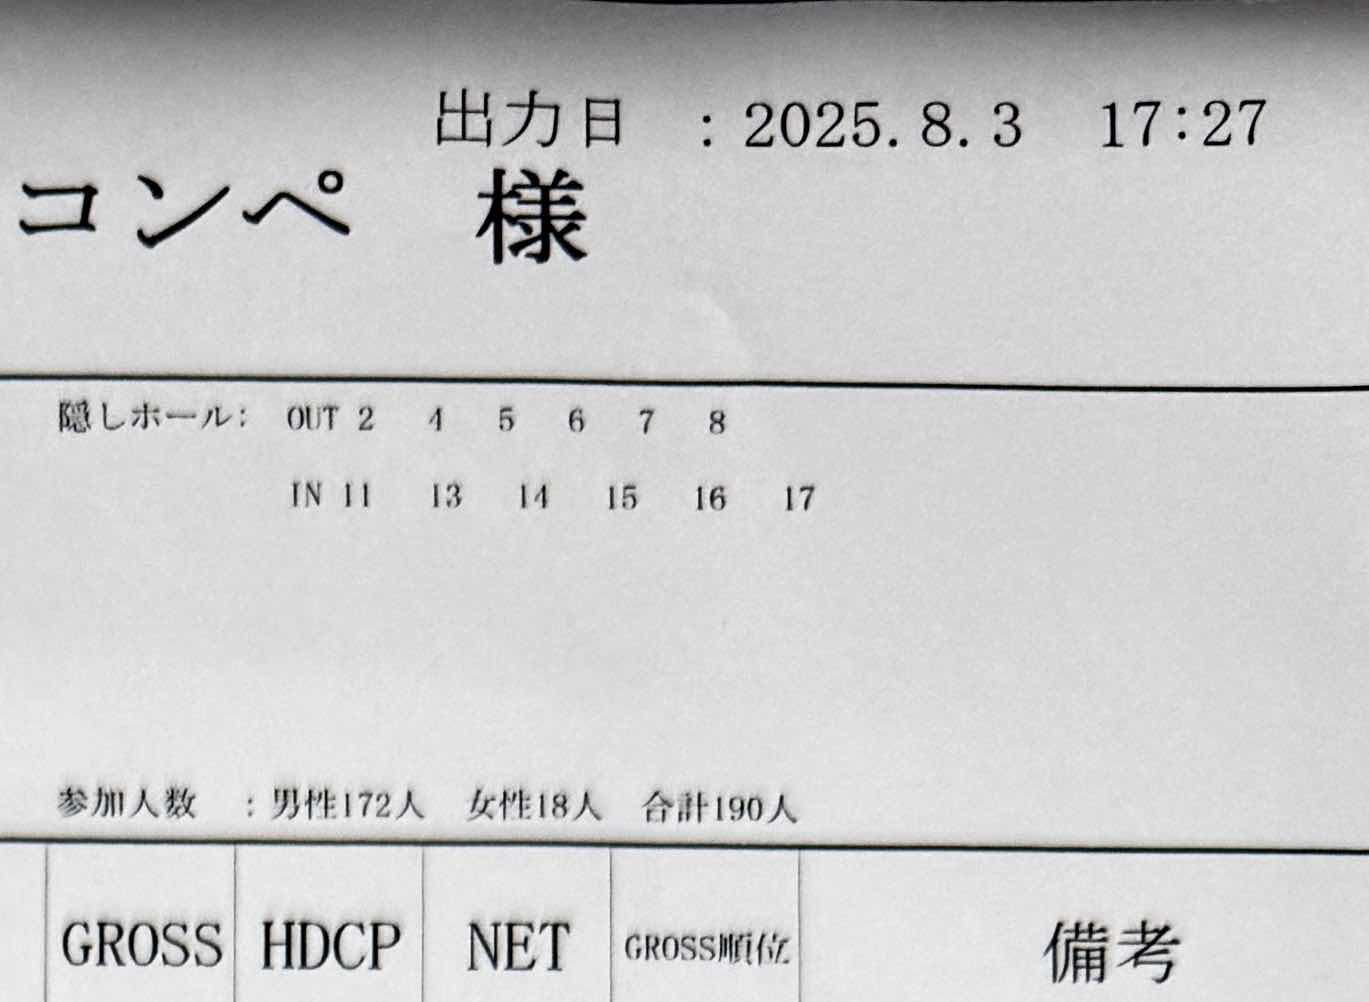 出力日 : 2025. 8. 3 17:27
コンペ 様
隠しホール: OUT 2 4 5 6 7 8
IN 11 13 14 15 16 17
参加人数 : 男性172人 女性18人 合計190人
GROSS HDCP NET GROSS順位 備考